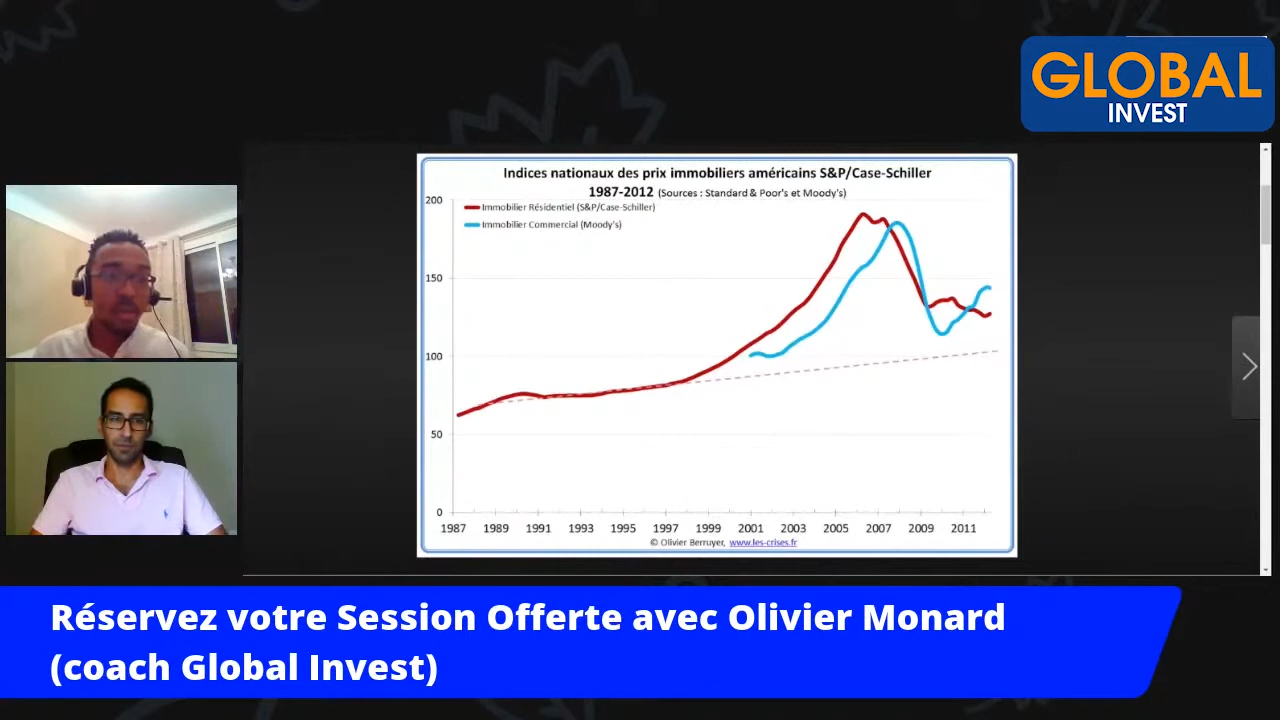 GLOBAL
INVEST
Indices nationaux des prix immobiliers américains S&P/Case-Schiller
1987-2012 (Sources : Standard & Poor's et Moody's)
200
Immobilier Résidentiel (S&P/Case-Schiller)
Immobilier Commercial (Moody's)
150
100
50
0
1987 1989 1991 1993 1995 1997 1999 2001 2003 2005 2007 2009 2011
© Olivier Berruyer, www.les-crises.fr
Réservez votre Session Offerte avec Olivier Monard
(coach Global Invest)